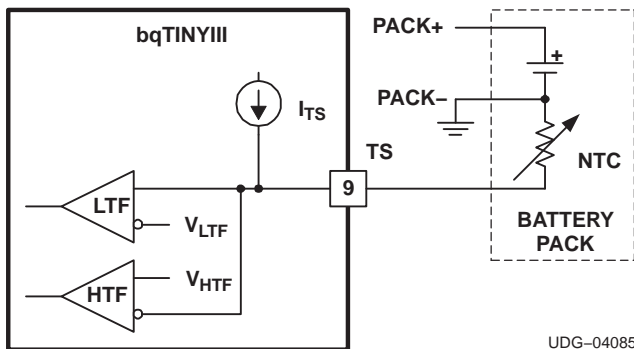 bqTINYIII
PACK+
+
PACK–
I_TS
TS
NTC
9
LTF
V_LTF
BATTERY
PACK
HTF
V_HTF
UDG–04085